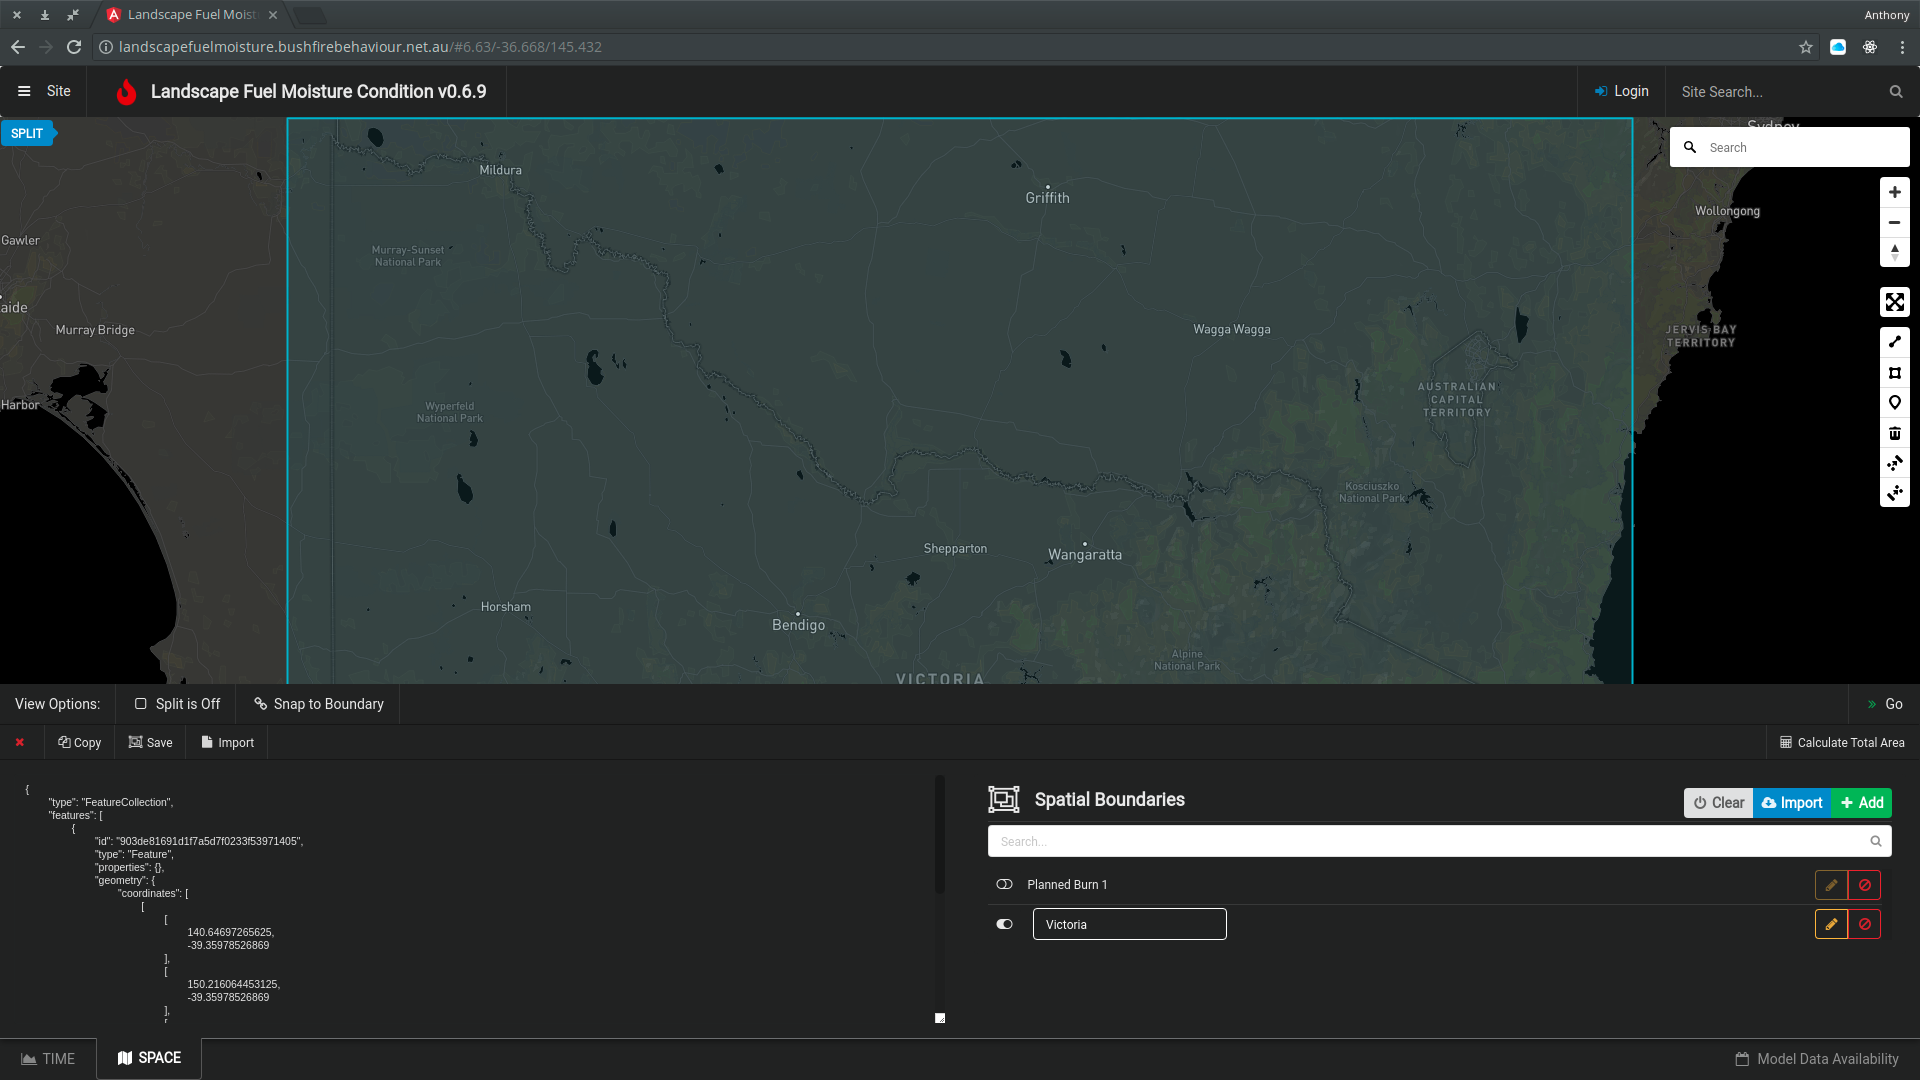 Landscape Fuel Moist
Anthony
landscapefuelmoisture.bushfirebehaviour.net.au/#6.63/-36.668/145.432
Site
Landscape Fuel Moisture Condition v0.6.9
Login
Site Search...
SPLIT
Sydney
Search
Mildura
Griffith
Wollongong
Gawler
Murray-Sunset
National Park
aide
Murray Bridge
Wagga Wagga
JERVIS BAY
TERRITORY
AUSTRALIAN
CAPITAL
TERRITORY
Harbor
Wyperfeld
National Park
Kosciuszko
National Park
Shepparton
Wangaratta
Horsham
Bendigo
Alpine
National Park
VICTORIA
View Options:
Split is Off
Snap to Boundary
Go
Copy
Save
Import
Calculate Total Area
{
"type": "FeatureCollection",
"features": [
{
"id": "903de81691d1f7a5d7f0233f53971405",
"type": "Feature",
"properties": {},
"geometry": {
"coordinates": [
[
[
140.64697265625,
-39.35978526869
],
[
150.216064453125,
-39.35978526869
],
[
Spatial Boundaries
Clear
Import
Add
Search...
Planned Burn 1
Victoria
TIME
SPACE
Model Data Availability